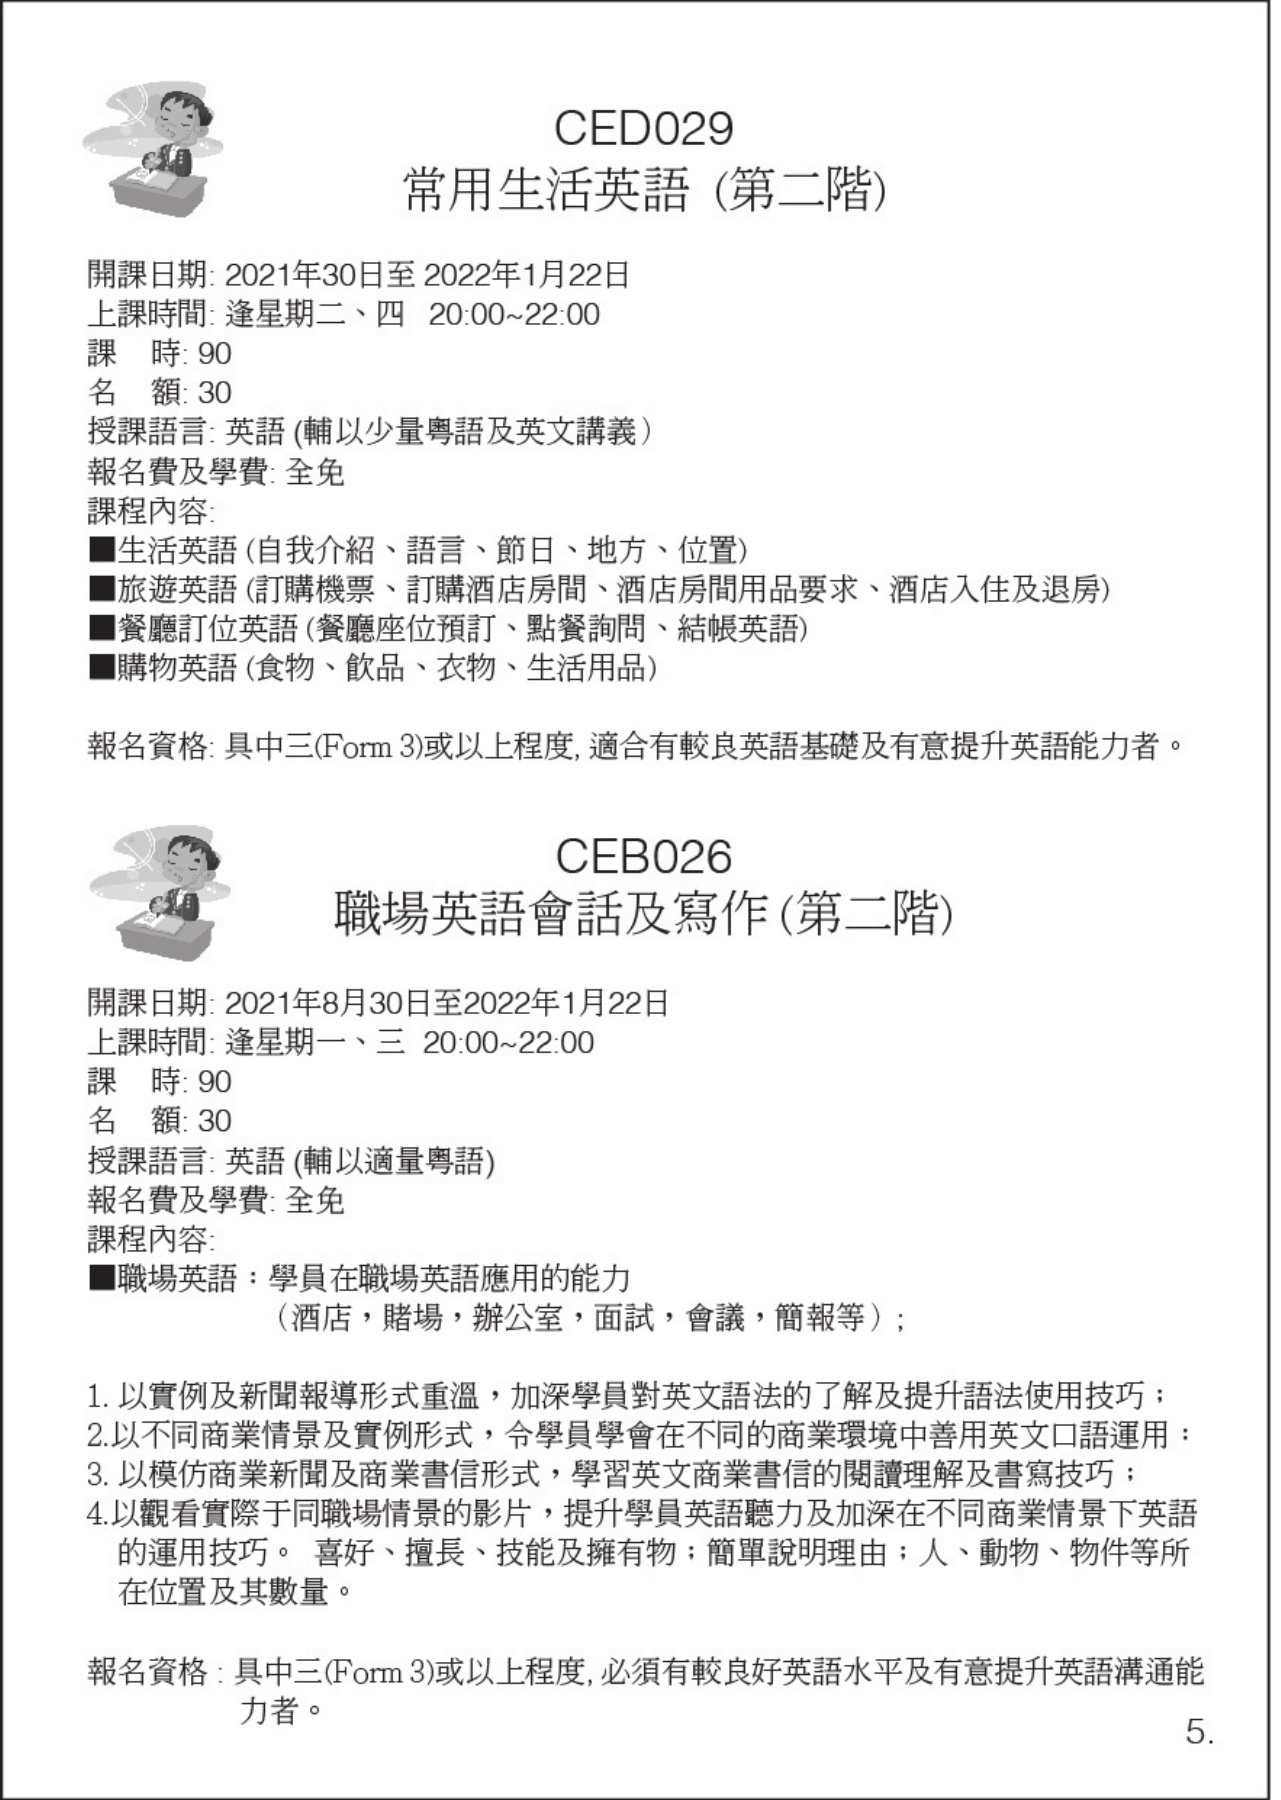 CED029
常用生活英語 (第二階)
開課日期: 2021年30日至 2022年1月22日
上課時間: 逢星期二、四 20:00~22:00
課 時: 90
名 額: 30
授課語言: 英語 (輔以少量粵語及英文講義）
報名費及學費: 全免
課程內容:
■生活英語 (自我介紹、語言、節日、地方、位置)
■旅遊英語 (訂購機票、訂購酒店房間、酒店房間用品要求、酒店入住及退房)
■餐廳訂位英語 (餐廳座位預訂、點餐詢問、結帳英語)
■購物英語 (食物、飲品、衣物、生活用品)
報名資格: 具中三(Form 3)或以上程度, 適合有較良英語基礎及有意提升英語能力者。
CEB026
職場英語會話及寫作 (第二階)
開課日期: 2021年8月30日至2022年1月22日
上課時間: 逢星期一、三 20:00~22:00
課 時: 90
名 額: 30
授課語言: 英語 (輔以適量粵語)
報名費及學費: 全免
課程內容:
■職場英語：學員在職場英語應用的能力
（酒店，賭場，辦公室，面試，會議，簡報等）;
1. 以實例及新聞報導形式重溫，加深學員對英文語法的了解及提升語法使用技巧；
2.以不同商業情景及實例形式，令學員學會在不同的商業環境中善用英文口語運用：
3. 以模仿商業新聞及商業書信形式，學習英文商業書信的閱讀理解及書寫技巧；
4.以觀看實際于同職場情景的影片，提升學員英語聽力及加深在不同商業情景下英語
的運用技巧。 喜好、擅長、技能及擁有物；簡單說明理由；人、動物、物件等所
在位置及其數量。
報名資格 : 具中三(Form 3)或以上程度, 必須有較良好英語水平及有意提升英語溝通能
力者。
5.